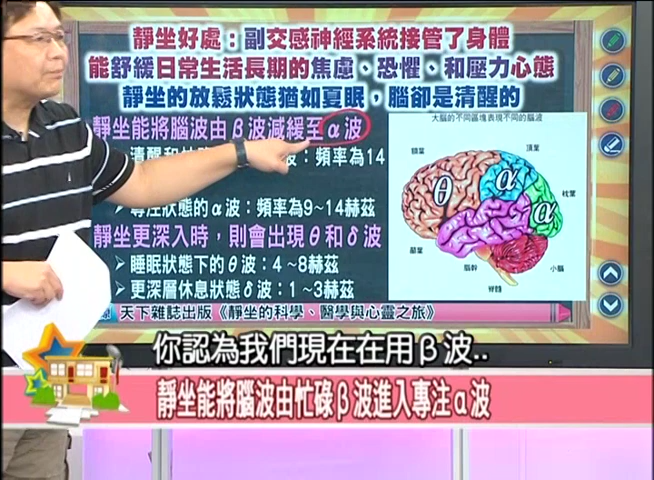 靜坐好處：副交感神經系統接管了身體
能舒緩日常生活長期的焦慮、恐懼、和壓力心態
靜坐的放鬆狀態猶如夏眠，腦卻是清醒的
靜坐能將腦波由β波減緩至α波
清醒和
波：頻率為14
專注狀態的α波：頻率為9~14赫茲
靜坐更深入時，則會出現θ和δ波
睡眠狀態下的θ波：4~8赫茲
更深層休息狀態δ波：1~3赫茲
天下雜誌出版《靜坐的科學、醫學與心靈之旅》
大腦的不同區塊表現不同的腦波
額葉
頂葉
枕葉
顳葉
腦幹
小腦
脊髓
θ
α
α
你認為我們現在在用β波..
靜坐能將腦波由忙碌β波進入專注α波